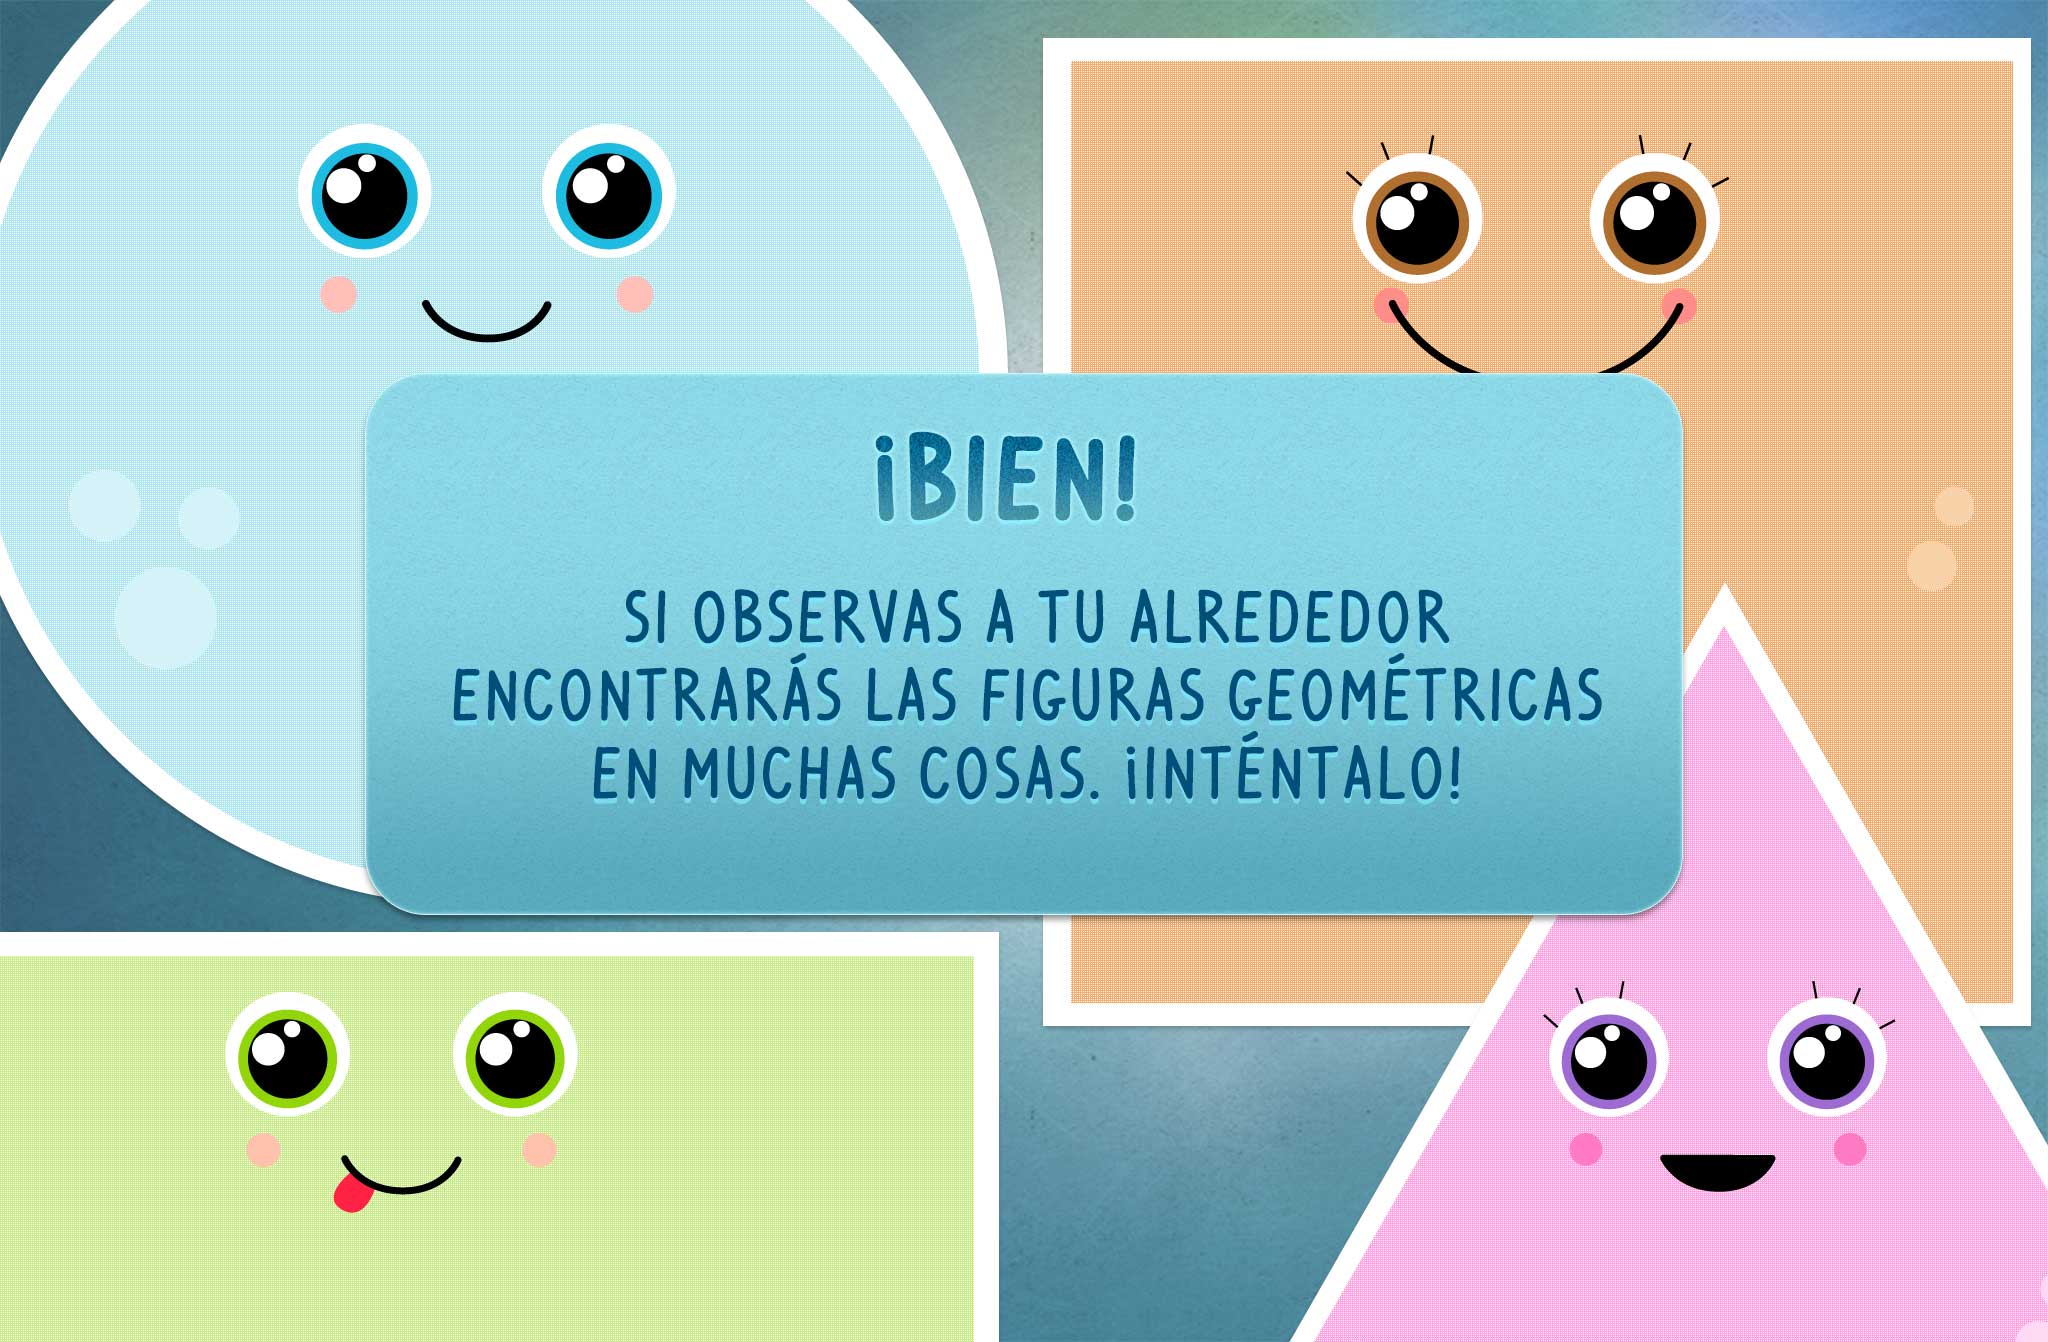 ¡BIEN!
SI OBSERVAS A TU ALREDEDOR
ENCONTRARÁS LAS FIGURAS GEOMÉTRICAS
EN MUCHAS COSAS. ¡INTÉNTALO!